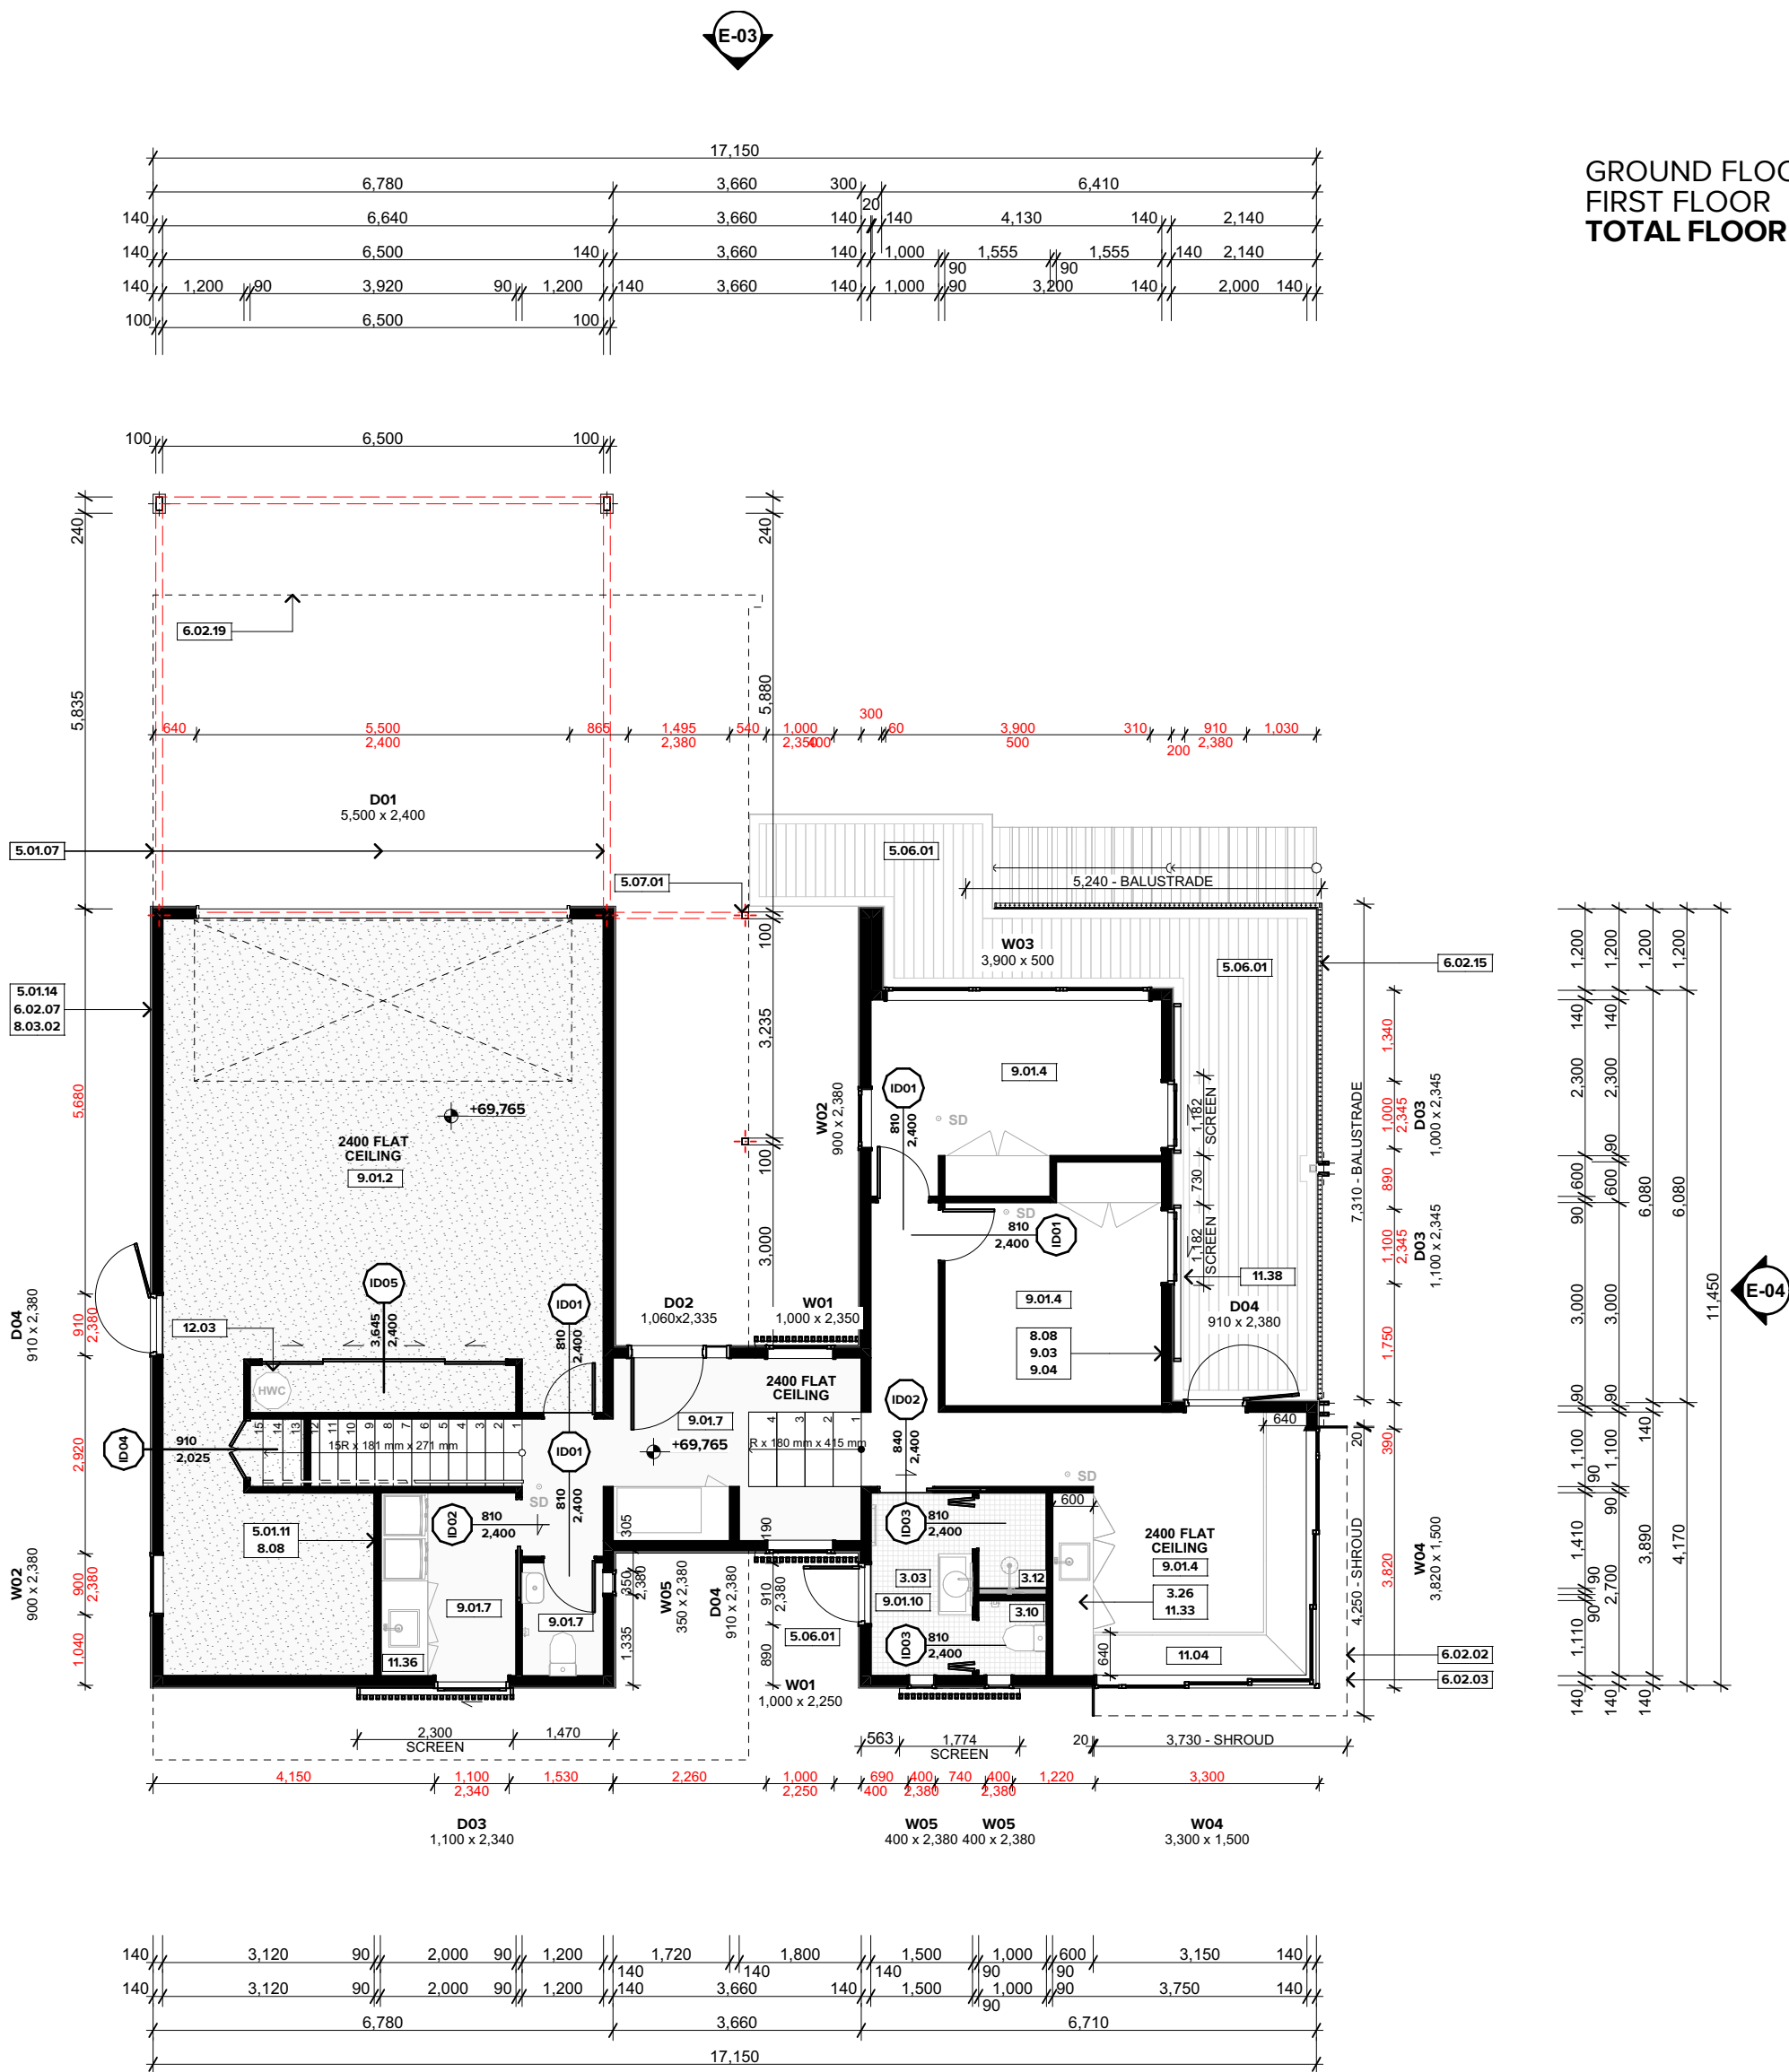 E-03
17,150
6,780 3,660 300 6,410
20
140 6,640 3,660 140 140 4,130 140 2,140
140 6,500 140 3,660 140 1,000 1,555 1,555 140 2,140
90 90
140 1,200 90 3,920 90 1,200 140 3,660 140 1,000 90 3,200 140 2,000 140
100 6,500 100
GROUND FLOO
FIRST FLOOR
TOTAL FLOOR
100 6,500 100
240
240
6.02.19
5,835
5,880
640 5,500 865 1,495 540 1,000 300 60 3,900 310 910 1,030
2,400 2,380 2,350 400 500 200 2,380
D01
5,500 x 2,400
5.01.07
5.07.01
5.06.01
5,240 - BALUSTRADE
100
W03
3,900 x 500
5.06.01
6.02.15
5.01.14
6.02.07
8.03.02
5,680
+69,765
2400 FLAT
CEILING
9.01.2
3,235
100
3,000
W02
900 x 2,380
ID01
810
2,400
SD
9.01.4
1,182
SCREEN
730
1,182
SCREEN
7,310 - BALUSTRADE
1,340
1,000
2,345
D03
1,000 x 2,345
890
1,100
2,345
D03
1,100 x 2,345
1,750
1,200 1,200 1,200 1,200
140 140
2,300 2,300
90
600 600
90
6,080 6,080
3,000 3,000
11,450
E-04
SD
810
2,400
ID01
11.38
9.01.4
8.08
9.03
9.04
D04
910 x 2,380
D04
910 x 2,380
910
2,380
12.03
ID05
3,645
2,400
ID01
810
2,400
D02
1,060x2,335
W01
1,000 x 2,350
HWC
2400 FLAT
CEILING
9.01.7
4 3 2 1
+69,765
R x 180 mm x 415 mm
ID02
840
2,400
640
20
390
90 90
140
1,100 1,100
90
ID04
910
2,025
2,920
15 14 13 12 11 10 9 8 7 6 5 4 3 2 1
15R x 181 mm x 271 mm
ID01
810
2,400
SD
SD
600
5.01.11
8.08
ID02
810
2,400
305
190
ID03
810
2,400
2400 FLAT
CEILING
9.01.4
3.26
11.33
4,250 - SHROUD
3,820
W04
3,820 x 1,500
1,410
90
90
90
90
2,700
3,890
4,170
1,110
W02
900 x 2,380
900
2,380
1,040
9.01.7
9.01.7
11.36
350
2,380
1,335
W05
350 x 2,380
D04
910 x 2,380
910
2,380
890
5.06.01
3.03
9.01.10
3.12
3.10
ID03
810
2,400
640
11.04
6.02.02
6.02.03
140 140 140 140
W01
1,000 x 2,250
2,300
SCREEN
1,470
563
1,774
SCREEN
20
3,730 - SHROUD
4,150 1,100 1,530 2,260 1,000 690 400 740 400 1,220 3,300
2,340 2,250 400 2,380 2,380
D03
1,100 x 2,340
W05
400 x 2,380
W05
400 x 2,380
W04
3,300 x 1,500
140 3,120 90 2,000 90 1,200 1,720 1,800 1,500 1,000 600 3,150 140
140 140 140 90 90
140 3,120 90 2,000 90 1,200 140 3,660 140 1,500 1,000 90 3,750 140
90
6,780 3,660 6,710
17,150